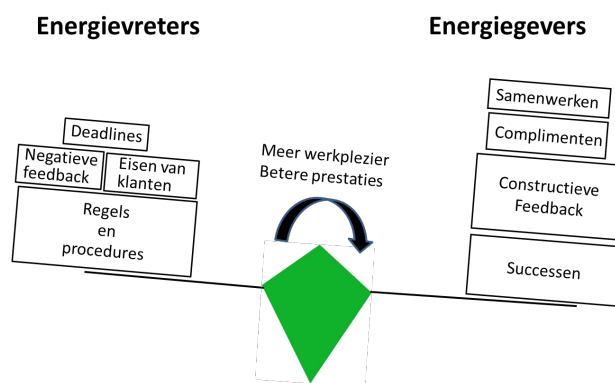 Energievreters
Energiegevers
Deadlines
Negatieve
feedback
Eisen van
klanten
Regels
en
procedures
Meer werkplezier
Betere prestaties
Samenwerken
Complimenten
Constructieve
Feedback
Successen